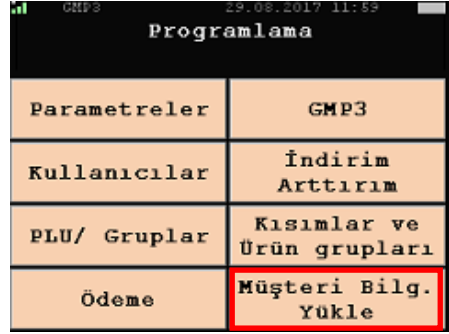 GMP3 29.08.2017 11:59
Programlama
Parametreler GMP3
Kullanıcılar İndirim
Arttırım
PLU/ Gruplar Kısımlar ve
Ürün grupları
Ödeme Müşteri Bilg.
Yükle